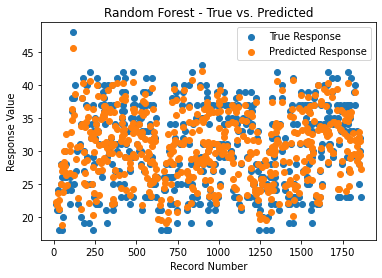 Random Forest - True vs. Predicted
True Response
Predicted Response
Response Value
45
40
35
30
25
20
0
250
500
750
1000
1250
1500
1750
Record Number